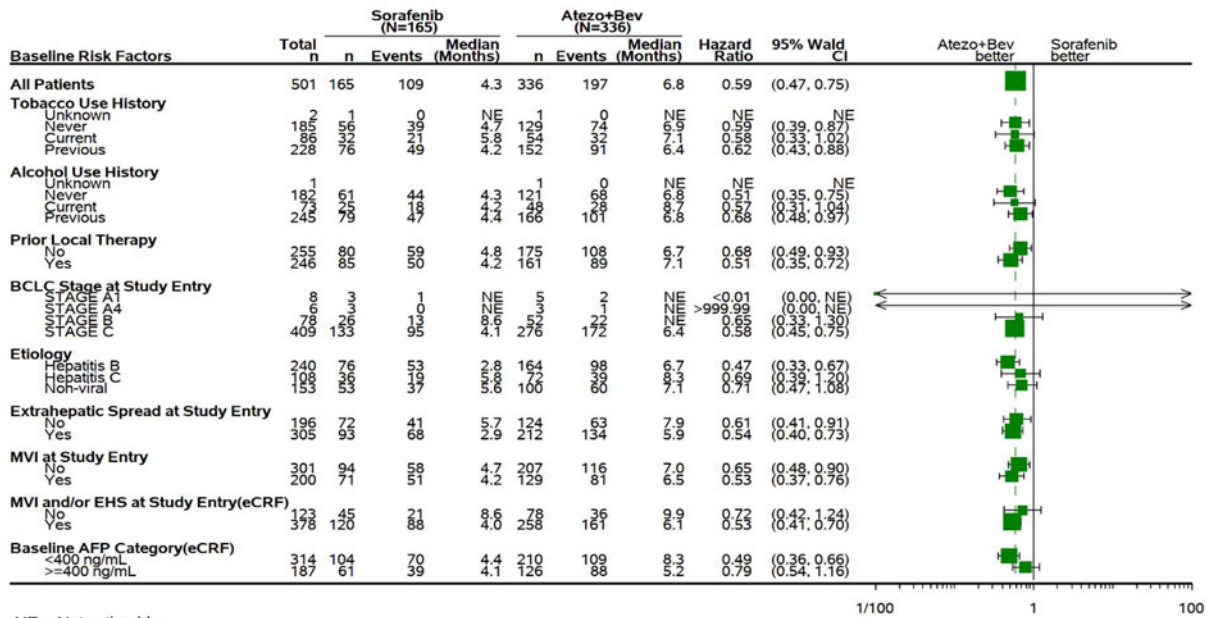 Sorafenib Atezo+Bev
(N=165) (N=336)
Total Median Median Hazard 95% Wald Atezo+Bev Sorafenib
Baseline Risk Factors n n Events (Months) n Events (Months) Ratio CI better better
All Patients 501 165 109 4.3 336 197 6.8 0.59 (0.47, 0.75)
Tobacco Use History
Unknown 2 1 0 NE 1 0 NE NE NE
Never 185 56 39 4.7 129 74 6.9 0.59 (0.39, 0.87)
Current 86 32 21 5.8 54 32 7.1 0.58 (0.33, 1.02)
Previous 228 76 49 4.2 152 91 6.4 0.62 (0.43, 0.88)
Alcohol Use History
Unknown 1 1 0 NE NE NE
Never 182 61 44 4.3 121 68 6.8 0.51 (0.35, 0.75)
Current 73 25 18 4.2 48 28 8.7 0.57 (0.31, 1.04)
Previous 245 79 47 4.4 166 101 6.8 0.68 (0.48, 0.97)
Prior Local Therapy
No 255 80 59 4.8 175 108 6.7 0.68 (0.49, 0.93)
Yes 246 85 50 4.2 161 89 7.1 0.51 (0.35, 0.72)
BCLC Stage at Study Entry
STAGE A1 8 3 1 NE 5 2 NE <0.01 (0.00, NE)
STAGE A4 6 3 0 NE 3 1 NE >999.99 (0.00, NE)
STAGE B 78 26 13 8.6 52 22 NE 0.65 (0.33, 1.30)
STAGE C 409 133 95 4.1 276 172 6.4 0.58 (0.45, 0.75)
Etiology
Hepatitis B 240 76 53 2.8 164 98 6.7 0.47 (0.33, 0.67)
Hepatitis C 108 36 19 5.8 72 39 8.3 0.69 (0.39, 1.20)
Non-viral 153 53 37 5.6 100 60 7.1 0.71 (0.47, 1.08)
Extrahepatic Spread at Study Entry
No 196 72 41 5.7 124 63 7.9 0.61 (0.41, 0.91)
Yes 305 93 68 2.9 212 134 5.9 0.54 (0.40, 0.73)
MVI at Study Entry
No 301 94 58 4.7 207 116 7.0 0.65 (0.48, 0.90)
Yes 200 71 51 4.2 129 81 6.5 0.53 (0.37, 0.76)
MVI and/or EHS at Study Entry(eCRF)
No 123 45 21 8.6 78 36 9.9 0.72 (0.42, 1.24)
Yes 378 120 88 4.0 258 161 6.1 0.53 (0.41, 0.70)
Baseline AFP Category(eCRF)
<400 ng/mL 314 104 70 4.4 210 109 8.3 0.49 (0.36, 0.66)
>=400 ng/mL 187 61 39 4.1 126 88 5.2 0.79 (0.54, 1.16)
1/100 1 100